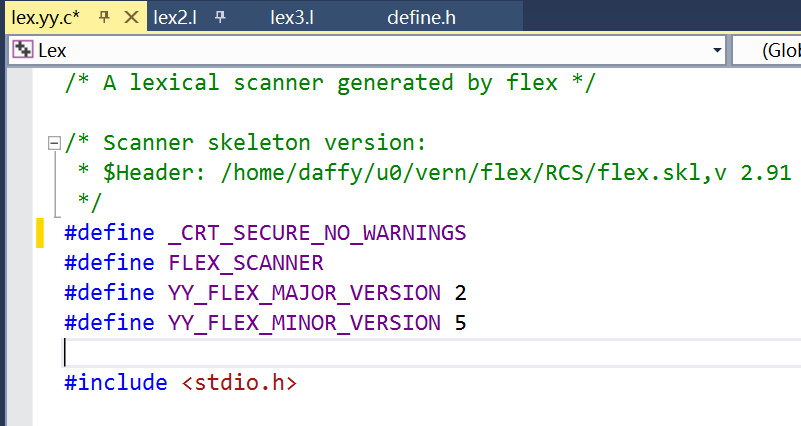 lex.yy.c* lex2.l lex3.l define.h
Lex (Glob
/* A lexical scanner generated by flex */
/* Scanner skeleton version:
* $Header: /home/daffy/u0/vern/flex/RCS/flex.skl,v 2.91
*/
#define _CRT_SECURE_NO_WARNINGS
#define FLEX_SCANNER
#define YY_FLEX_MAJOR_VERSION 2
#define YY_FLEX_MINOR_VERSION 5
#include <stdio.h>